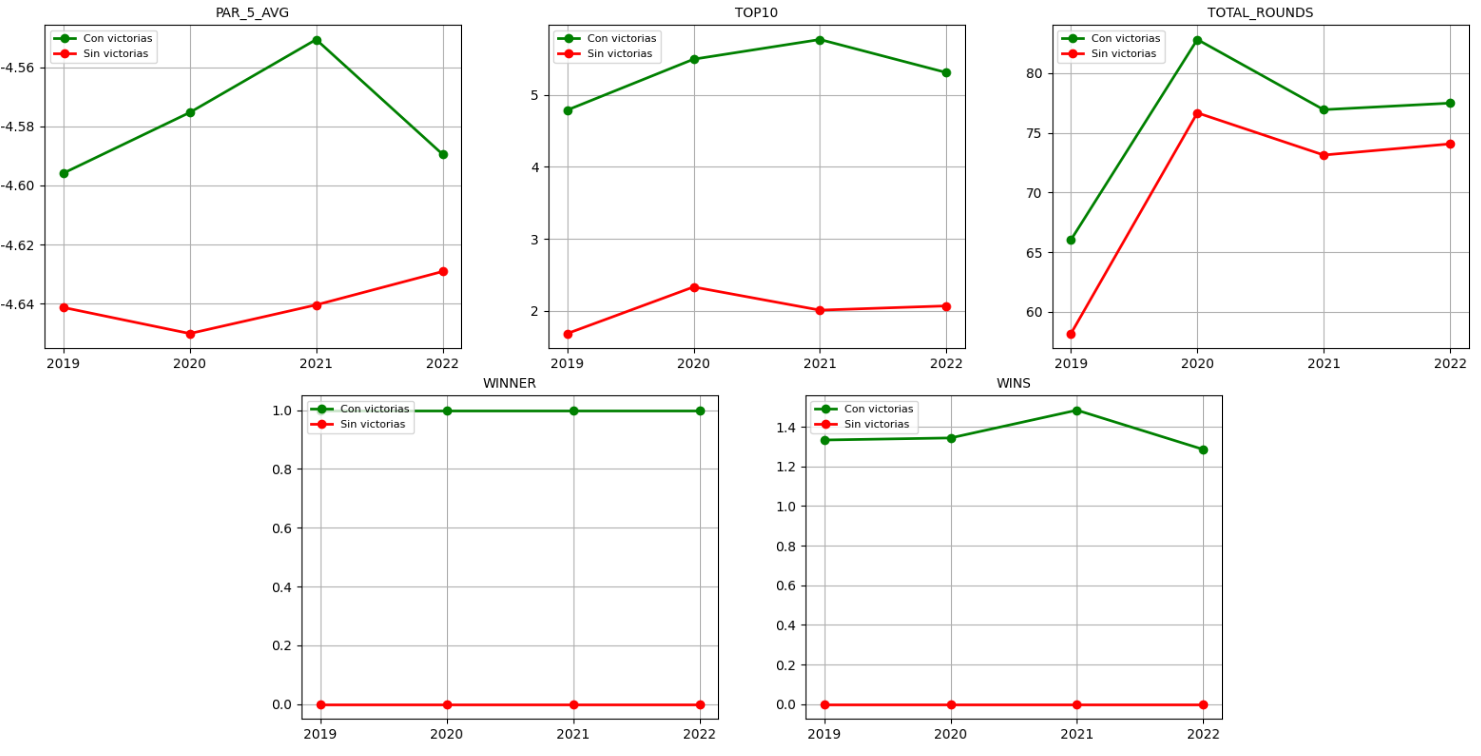 PAR_5_AVG
Con victorias
Sin victorias
-4.56
-4.58
-4.60
-4.62
-4.64
2019 2020 2021 2022
TOP10
Con victorias
Sin victorias
5
4
3
2
2019 2020 2021 2022
TOTAL_ROUNDS
Con victorias
Sin victorias
80
75
70
65
60
2019 2020 2021 2022
WINNER
Con victorias
Sin victorias
1.0
0.8
0.6
0.4
0.2
0.0
2019 2020 2021 2022
WINS
Con victorias
Sin victorias
1.4
1.2
1.0
0.8
0.6
0.4
0.2
0.0
2019 2020 2021 2022